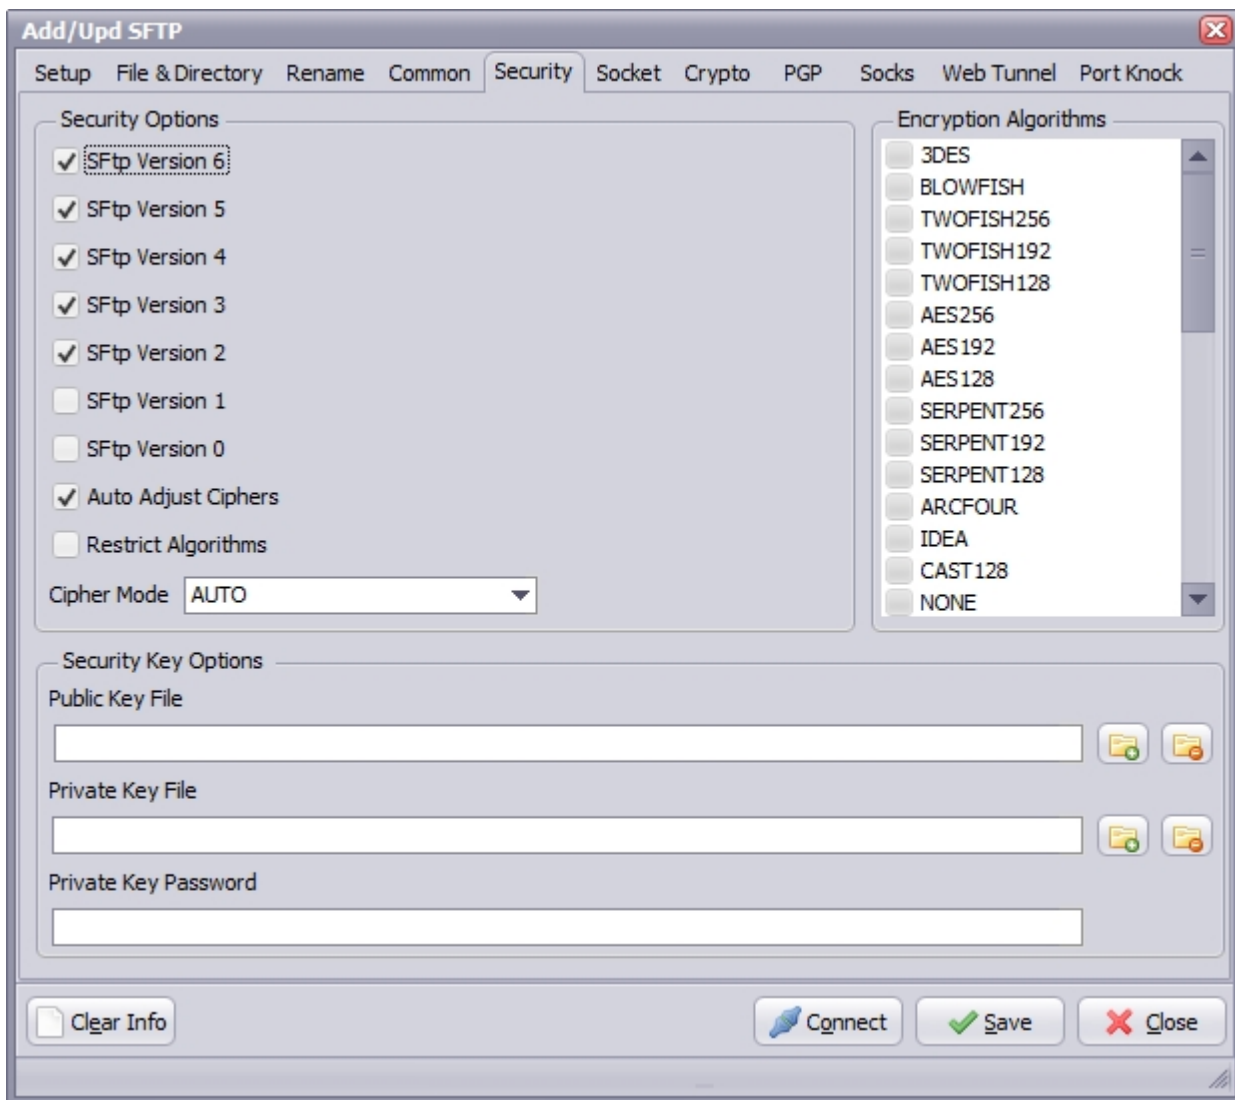 Add/Upd SFTP
Setup File & Directory Rename Common Security Socket Crypto PGP Socks Web Tunnel Port Knock
Security Options
SFtp Version 6
SFtp Version 5
SFtp Version 4
SFtp Version 3
SFtp Version 2
SFtp Version 1
SFtp Version 0
Auto Adjust Ciphers
Restrict Algorithms
Cipher Mode AUTO
Encryption Algorithms
3DES
BLOWFISH
TWOFISH256
TWOFISH192
TWOFISH128
AES256
AES192
AES128
SERPENT256
SERPENT192
SERPENT128
ARCFOUR
IDEA
CAST128
NONE
Security Key Options
Public Key File
Private Key File
Private Key Password
Clear Info Connect Save Close